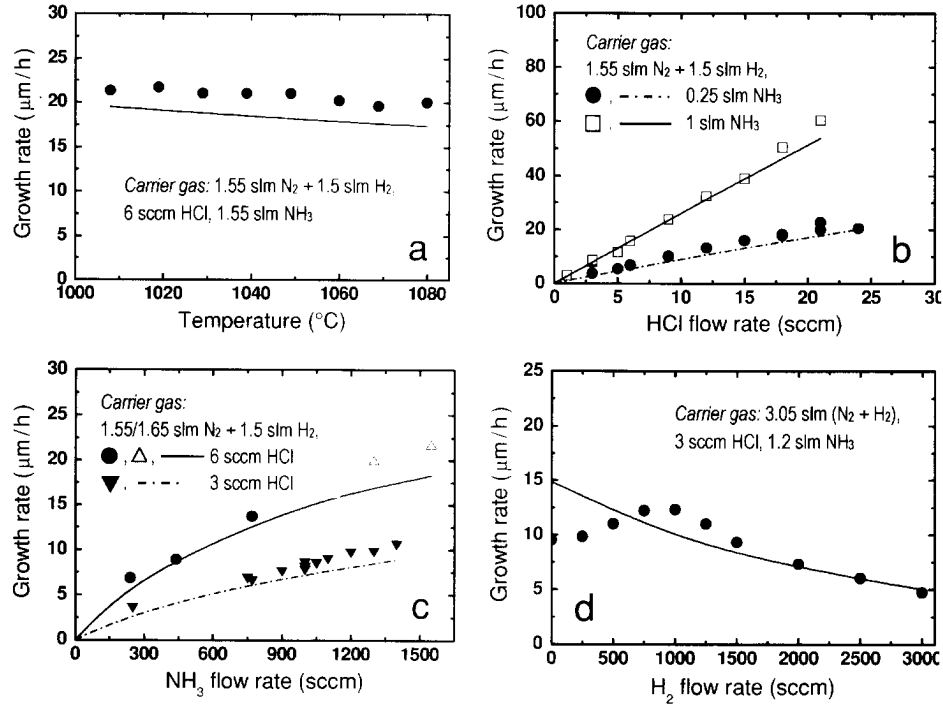 30
25
20
15
10
5
0
1000
1020
1040
1060
1080
Growth rate (μm/h)
Temperature (°C)
Carrier gas: 1.55 slm N₂ + 1.5 slm H₂,
6 sccm HCl, 1.55 slm NH₃
a
100
80
60
40
20
0
0
5
10
15
20
25
30
Growth rate (μm/h)
HCl flow rate (sccm)
Carrier gas:
1.55 slm N₂ + 1.5 slm H₂,
, 0.25 slm NH₃
, 1 slm NH₃
b
30
25
20
15
10
5
0
0
300
600
900
1200
1500
Growth rate (μm/h)
NH₃ flow rate (sccm)
Carrier gas:
1.55/1.65 slm N₂ + 1.5 slm H₂,
, , 6 sccm HCl
, 3 sccm HCl
c
25
20
15
10
5
0
0
500
1000
1500
2000
2500
3000
Growth rate (μm/h)
H₂ flow rate (sccm)
Carrier gas: 3.05 slm (N₂ + H₂),
3 sccm HCl, 1.2 slm NH₃
d